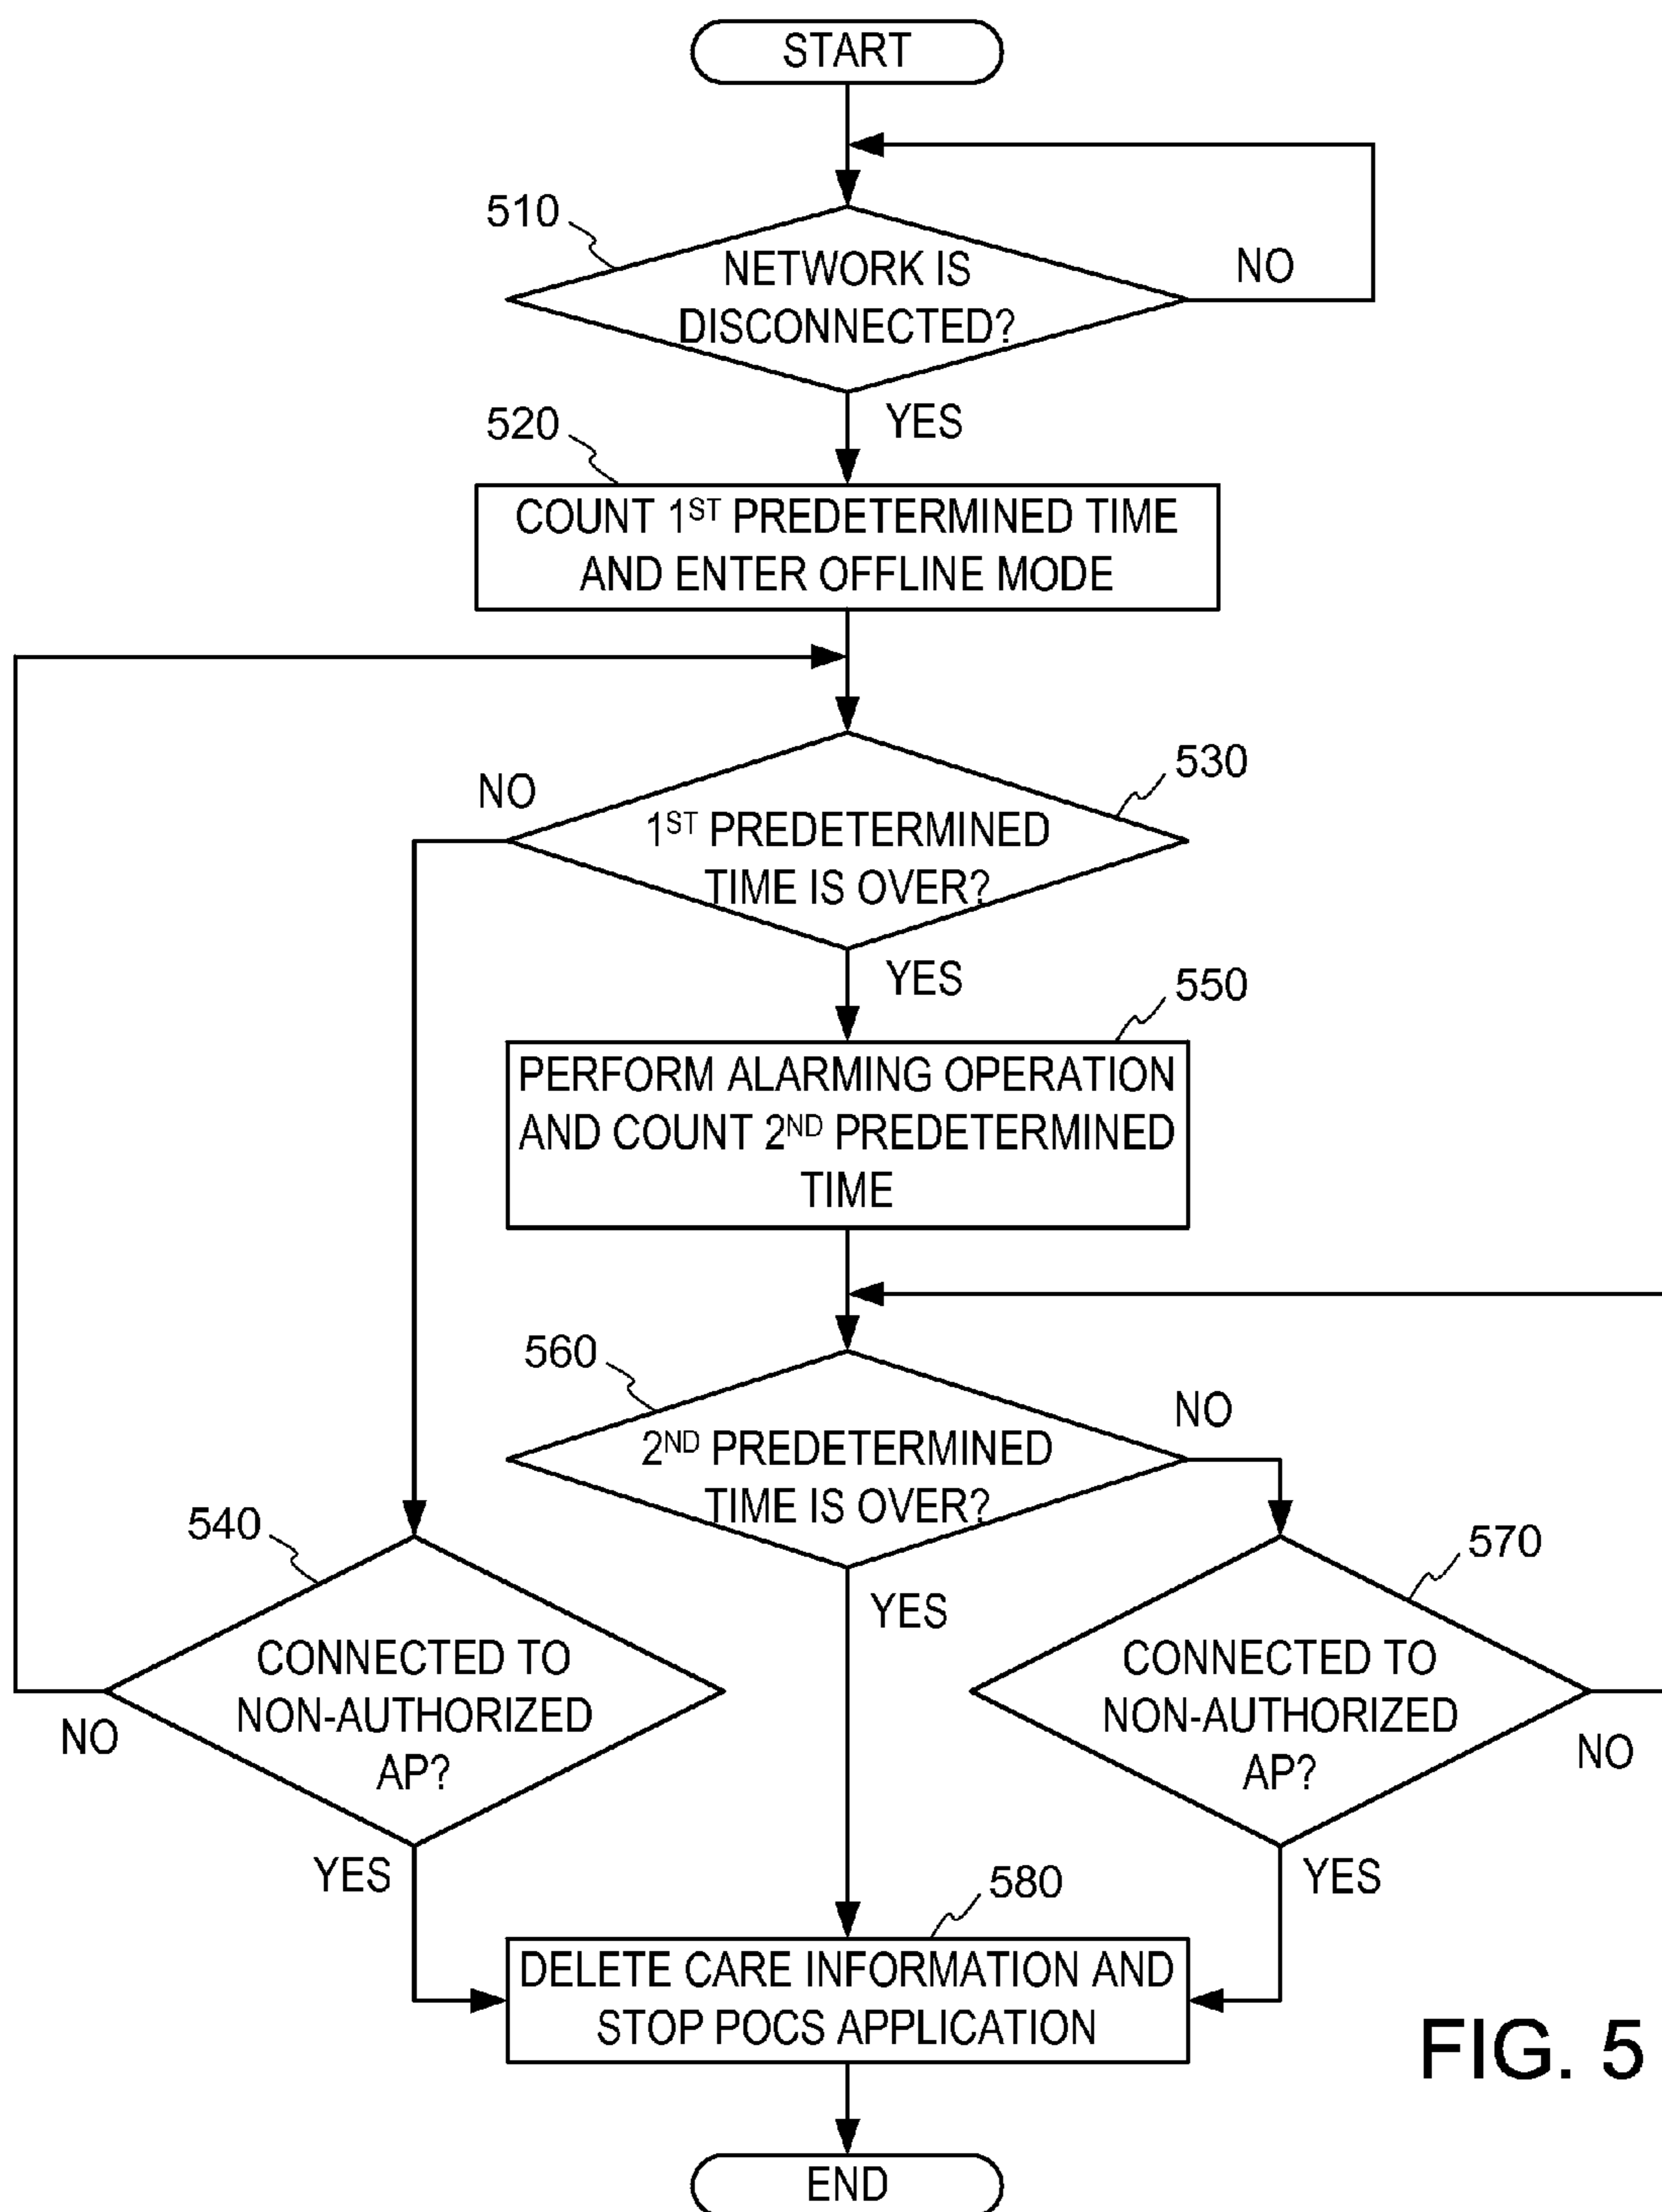 START
510
NETWORK IS
DISCONNECTED?
NO
YES
520
COUNT 1ST PREDETERMINED TIME
AND ENTER OFFLINE MODE
530
NO
1ST PREDETERMINED
TIME IS OVER?
YES
550
PERFORM ALARMING OPERATION
AND COUNT 2ND PREDETERMINED
TIME
560
NO
2ND PREDETERMINED
TIME IS OVER?
YES
540
CONNECTED TO
NON-AUTHORIZED
AP?
NO
YES
570
CONNECTED TO
NON-AUTHORIZED
AP?
NO
YES
580
DELETE CARE INFORMATION AND
STOP POCS APPLICATION
END
FIG. 5